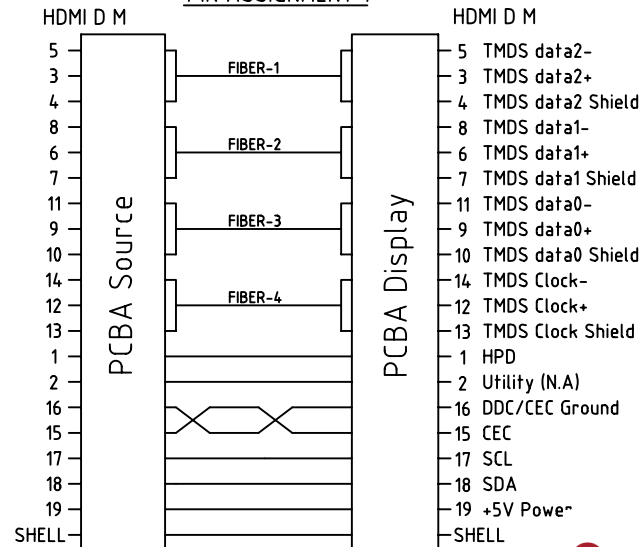 HDMI D M HDMI D M
5 5 TMDS data2-
FIBER-1
3 3 TMDS data2+
4 4 TMDS data2 Shield
8 8 TMDS data1-
FIBER-2
6 6 TMDS data1+
7 7 TMDS data1 Shield
11 11 TMDS data0-
FIBER-3
9 9 TMDS data0+
10 10 TMDS data0 Shield
14 14 TMDS Clock-
FIBER-4
12 12 TMDS Clock+
13 13 TMDS Clock Shield
1 1 HPD
2 2 Utility (N.A)
16 16 DDC/CEC Ground
15 15 CEC
17 17 SCL
18 18 SDA
19 19 +5V Power
SHELL SHELL
PCBA Source
PCBA Display